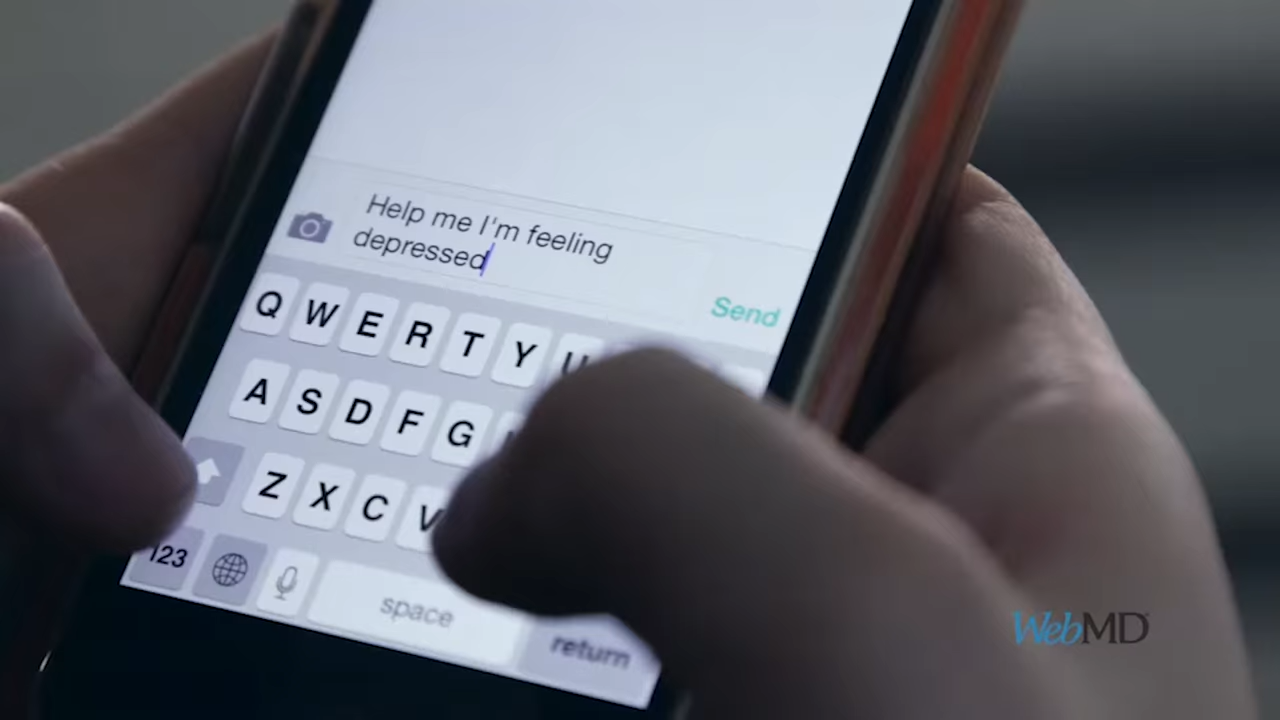 Help me I'm feeling
depressed
Send
Q W E R T Y U
A S D F G
Z X C V
123
space
return
WebMD